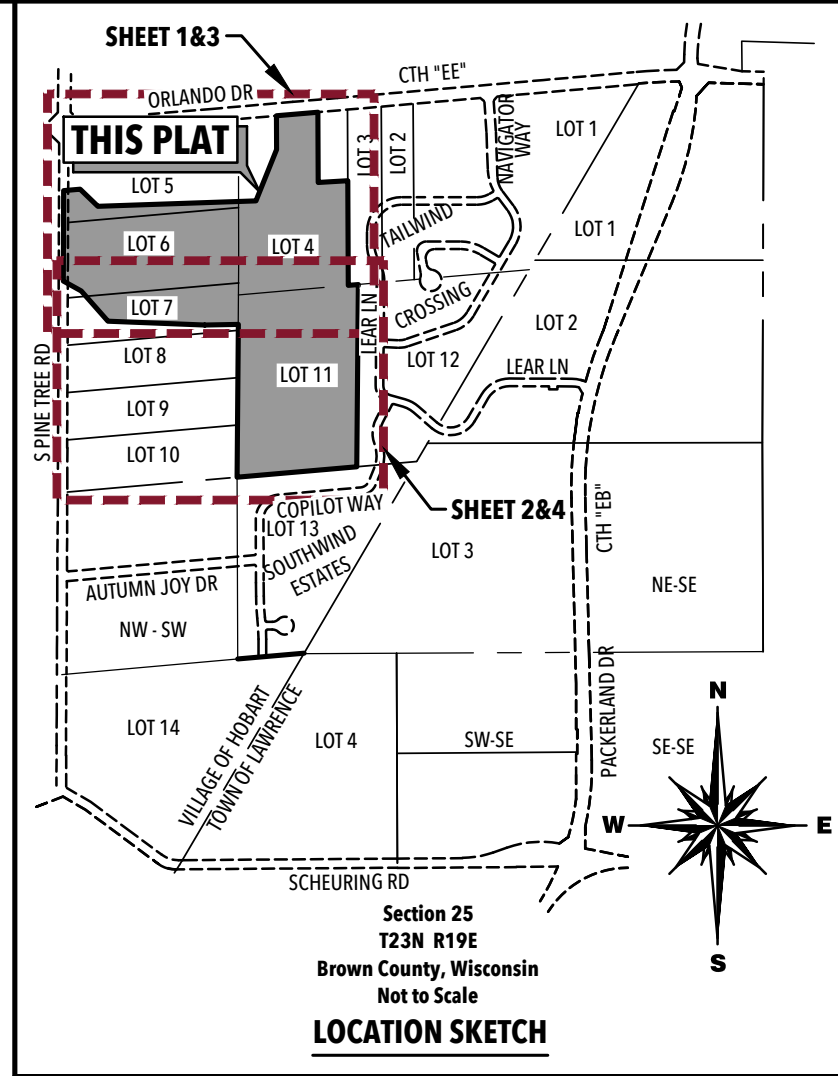 SHEET 1&3
CTH "EE"
ORLANDO DR
THIS PLAT
LOT 3
LOT 2
NAVIGATOR
WAY
LOT 1
LOT 5
TAILWIND
LOT 6
LOT 4
LOT 1
CROSSING
LOT 7
LEAR LN
LOT 2
S PINE TREE RD
LOT 8
LOT 12
LEAR LN
LOT 11
LOT 9
LOT 10
COPILOT WAY
SHEET 2&4
LOT 13
SOUTHWIND
ESTATES
LOT 3
CTH "EB"
AUTUMN JOY DR
NE-SE
NW - SW
LOT 14
VILLAGE OF HOBART
TOWN OF LAWRENCE
LOT 4
SW-SE
PACKERLAND DR
SE-SE
N
W
E
S
SCHEURING RD
Section 25
T23N R19E
Brown County, Wisconsin
Not to Scale
LOCATION SKETCH